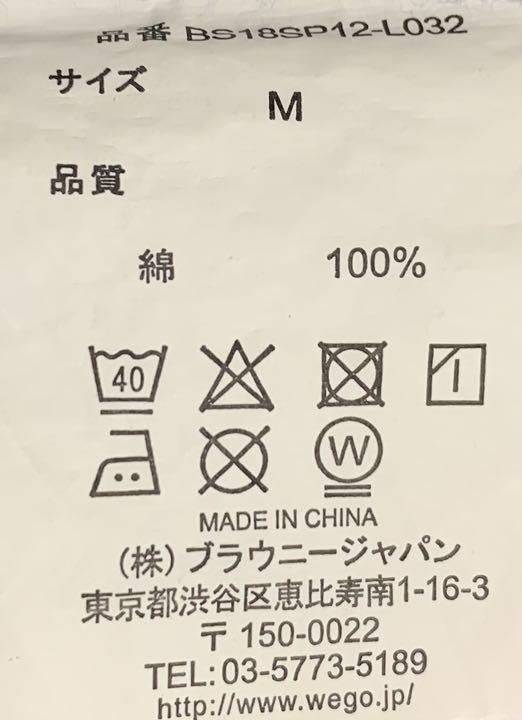 品番 BS18SP12-L032
サイズ
M
品質
綿 100%
40
W
MADE IN CHINA
(株)ブラウニージャパン
東京都渋谷区恵比寿南1-16-3
〒150-0022
TEL:03-5773-5189
http://www.wego.jp/